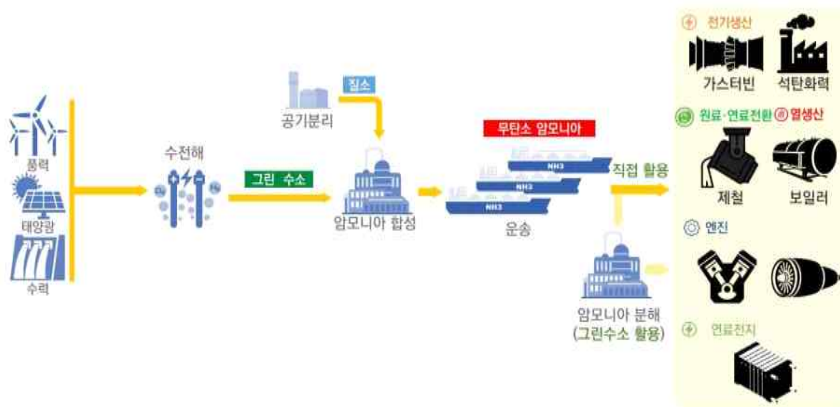 풍력
태양광
수력
수전해
O₂
H₂
그린 수소
공기분리
질소
암모니아 합성
무탄소 암모니아
NH3
NH3
NH3
운송
직접 활용
암모니아 분해
(그린수소 활용)
전기생산
가스터빈
석탄화력
원료·연료전환
열생산
제철
보일러
엔진
연료전지